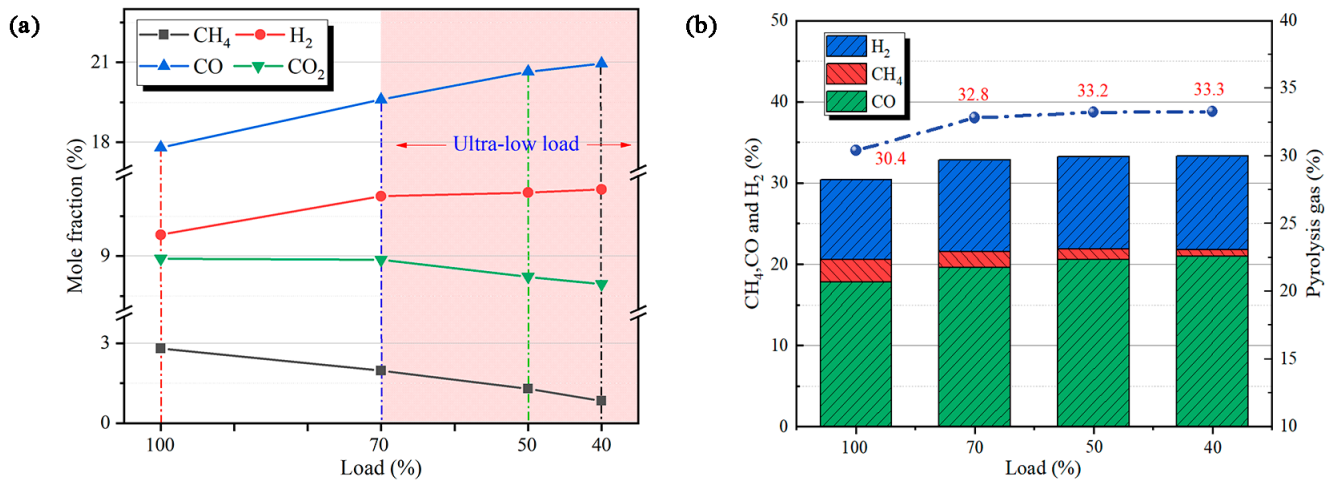 (a)
CH₄
H₂
CO
CO₂
Ultra-low load
Mole fraction (%)
21
18
9
3
0
100
70
50
40
Load (%)
(b)
H₂
CH₄
CO
30.4
32.8
33.2
33.3
CH₄,CO and H₂ (%)
50
40
30
20
10
0
Pyrolysis gas (%)
40
35
30
25
20
15
10
100
70
50
40
Load (%)